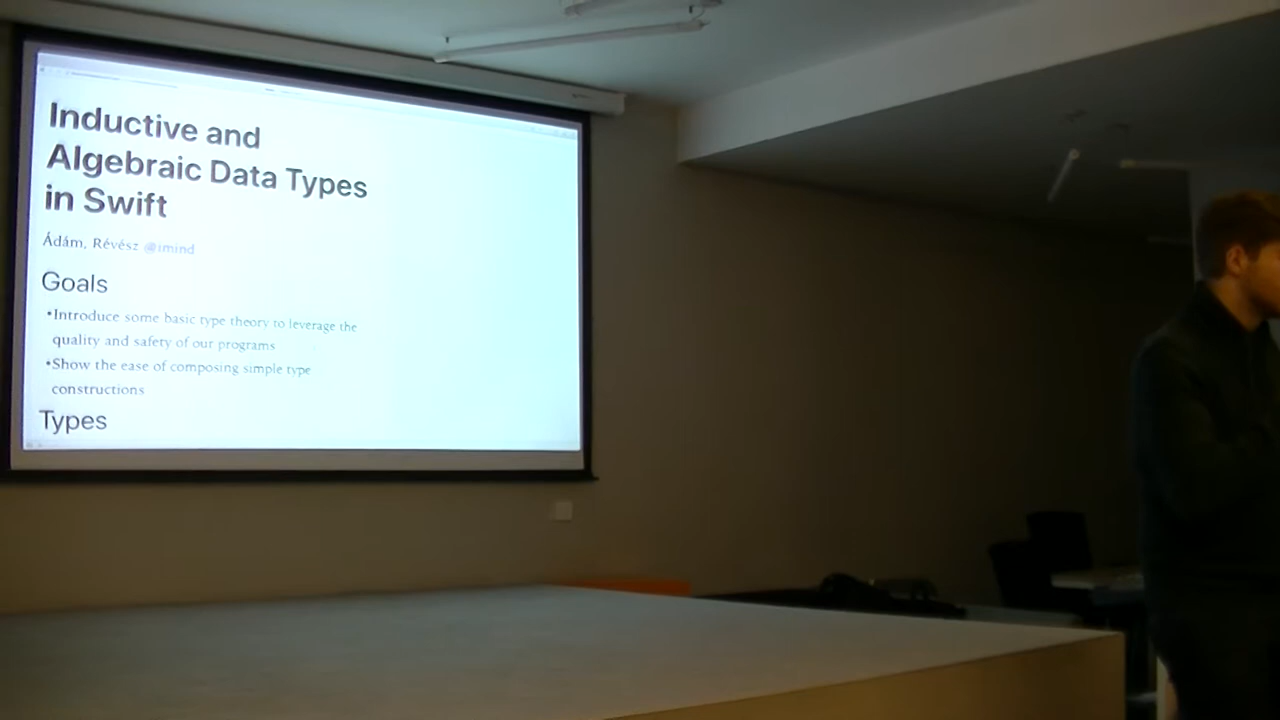 Inductive and
Algebraic Data Types
in Swift
Ádám, Révész @imind
Goals
•Introduce some basic type theory to leverage the
quality and safety of our programs
•Show the ease of composing simple type
constructions
Types